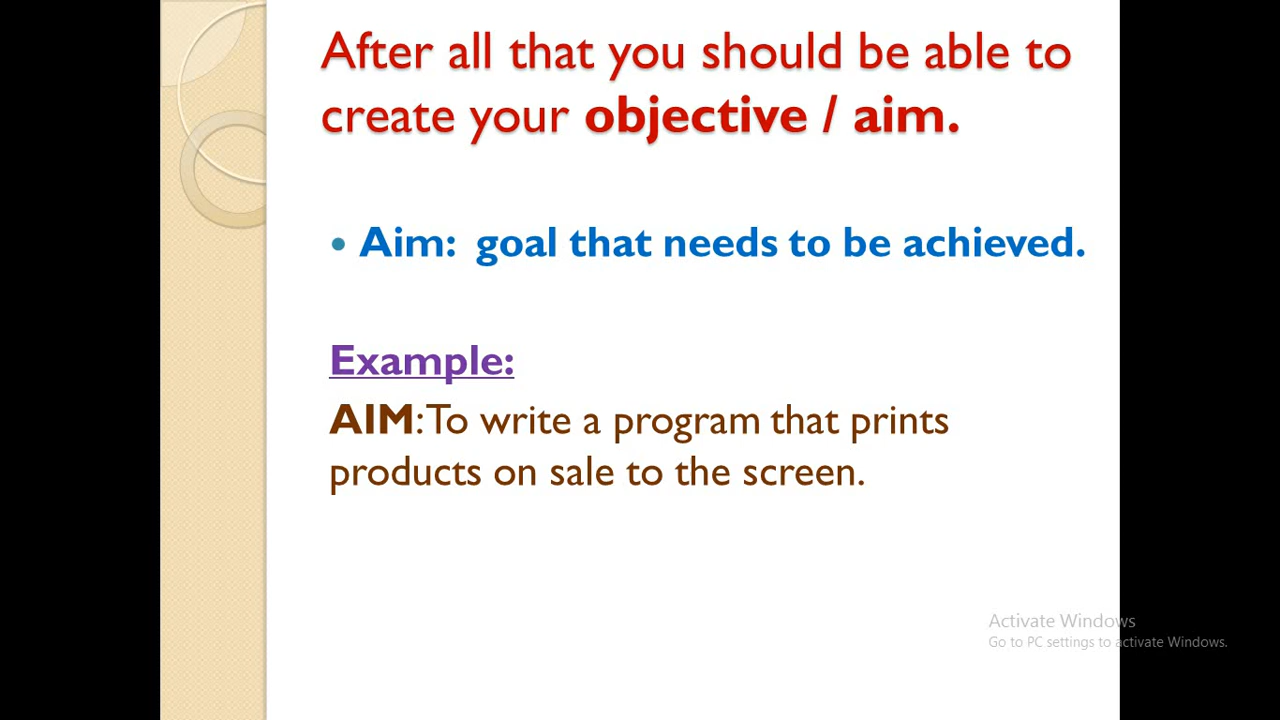 After all that you should be able to
create your objective / aim.
• Aim:  goal that needs to be achieved.
Example:
AIM: To write a program that prints
products on sale to the screen.
Activate Windows
Go to PC settings to activate Windows.